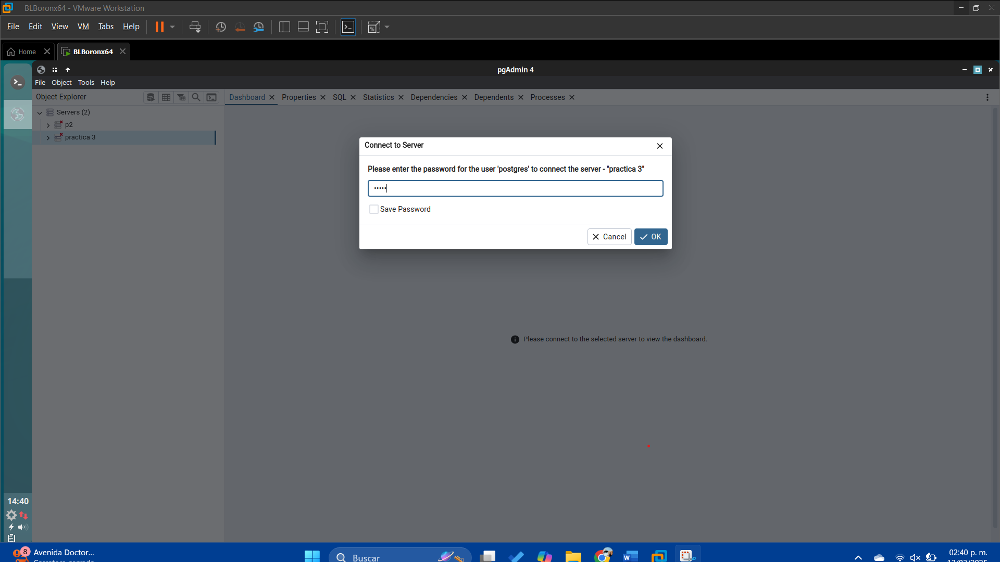 BLBoronx64 - VMware Workstation
File Edit View VM Tabs Help
Home BLBoronx64
pgAdmin 4
File Object Tools Help
Object Explorer
Dashboard Properties SQL Statistics Dependencies Dependents Processes
Servers (2)
p2
practica 3
Connect to Server
Please enter the password for the user 'postgres' to connect the server - "practica 3"
•••••
Save Password
Cancel OK
Please connect to the selected server to view the dashboard.
14:40
8 Avenida Doctor...
Carretera cerrada
Buscar
02:40 p. m.